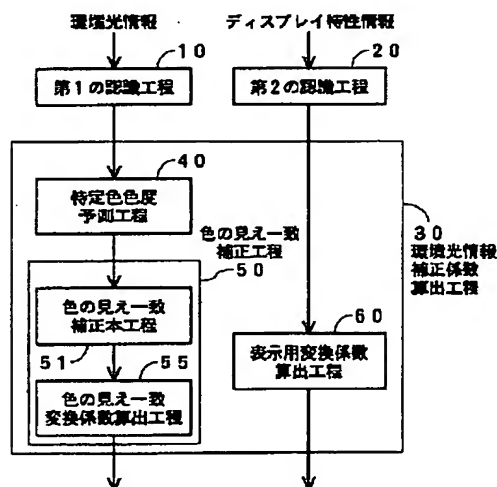 環境光情報
ディスプレイ特性情報
10
20
第1の認識工程
第2の認識工程
40
特定色色度
予測工程
色の見え一致
補正工程
50
30
環境光情報
補正係数
算出工程
色の見え一致
補正本工程
51
55
色の見え一致
変換係数算出工程
60
表示用変換係数
算出工程